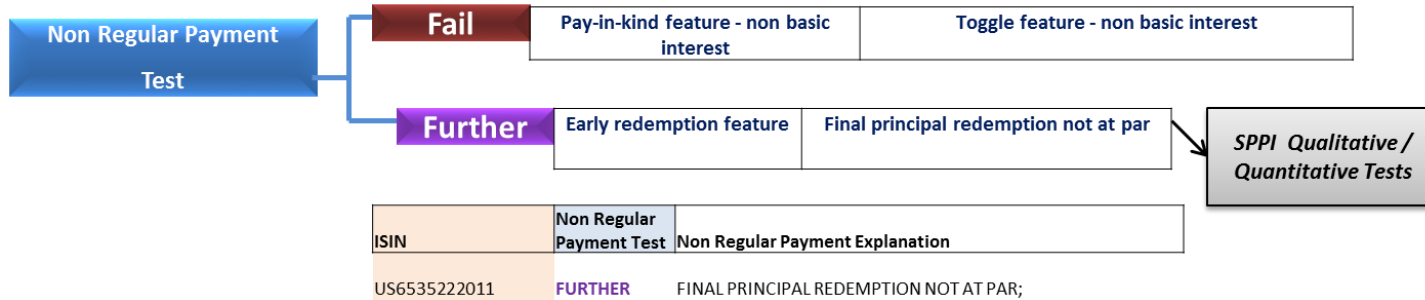 Non Regular Payment
Test
Fail
Pay-in-kind feature - non basic
interest
Toggle feature - non basic interest
Further
Early redemption feature
Final principal redemption not at par
SPPI Qualitative /
Quantitative Tests
ISIN
Non Regular
Payment Test
Non Regular Payment Explanation
US6535222011
FURTHER
FINAL PRINCIPAL REDEMPTION NOT AT PAR;